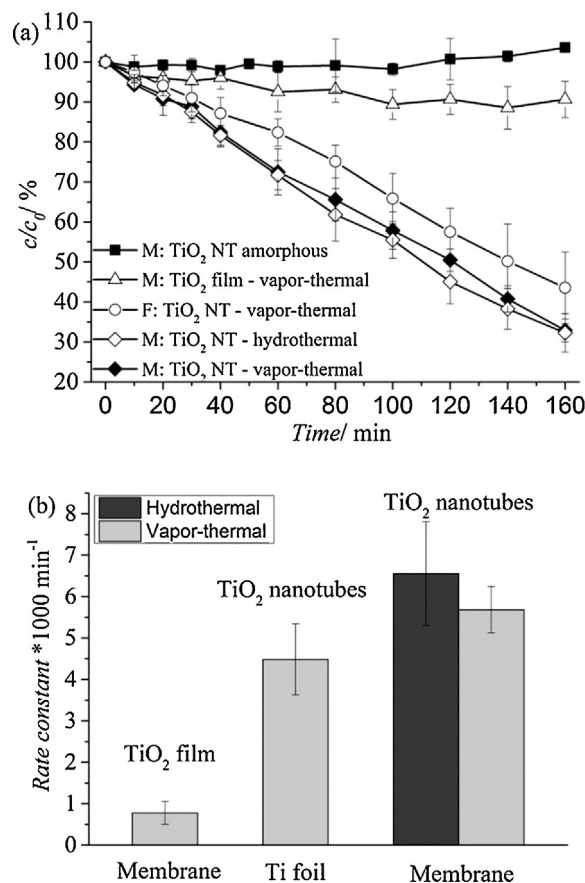 (a)
110
100
90
80
70
60
50
40
30
20
c/c₀/ %
M: TiO₂ NT amorphous
M: TiO₂ film - vapor-thermal
F: TiO₂ NT - vapor-thermal
M: TiO₂ NT - hydrothermal
M: TiO₂ NT - vapor-thermal
0 20 40 60 80 100 120 140 160
Time/ min
(b)
Hydrothermal
Vapor-thermal
8
7
6
5
4
3
2
1
0
Rate constant *1000 min⁻¹
TiO₂ nanotubes
TiO₂ nanotubes
TiO₂ film
Membrane Ti foil Membrane